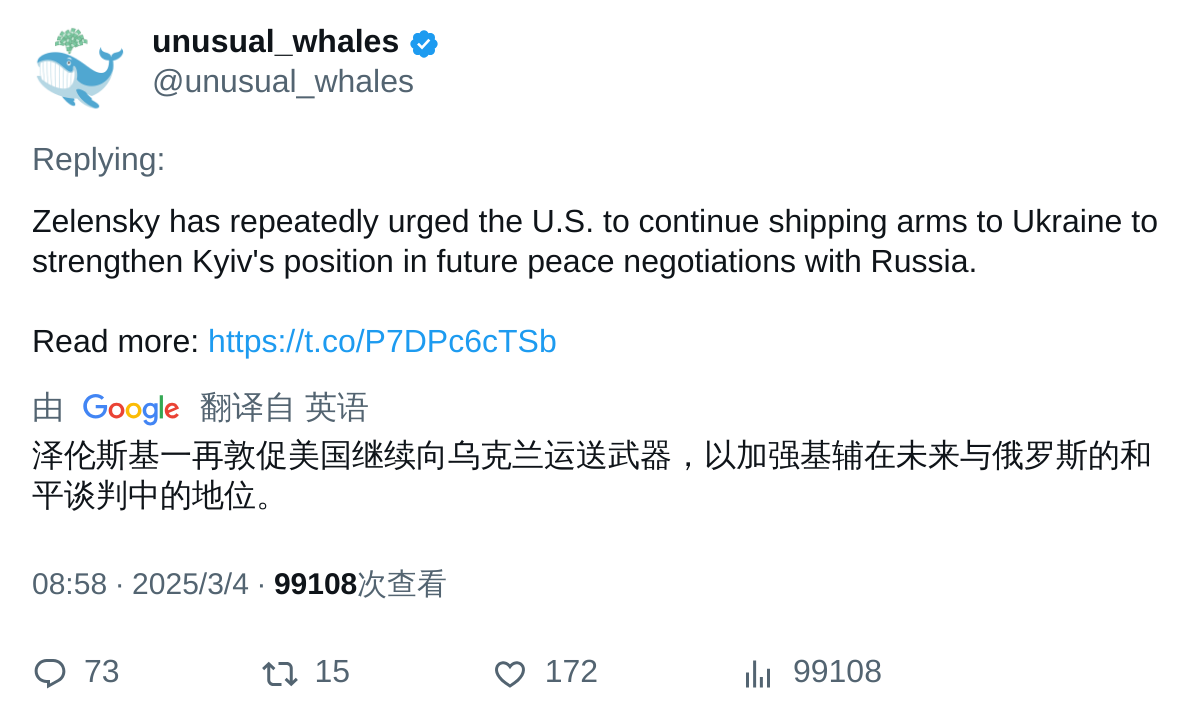 unusual_whales
@unusual_whales
Replying:
Zelensky has repeatedly urged the U.S. to continue shipping arms to Ukraine to
strengthen Kyiv's position in future peace negotiations with Russia.
Read more: https://t.co/P7DPc6cTSb
由 Google 翻译自 英语
泽伦斯基一再敦促美国继续向乌克兰运送武器，以加强基辅在未来与俄罗斯的和
平谈判中的地位。
08:58 · 2025/3/4 · 99108次查看
73 15 172 99108